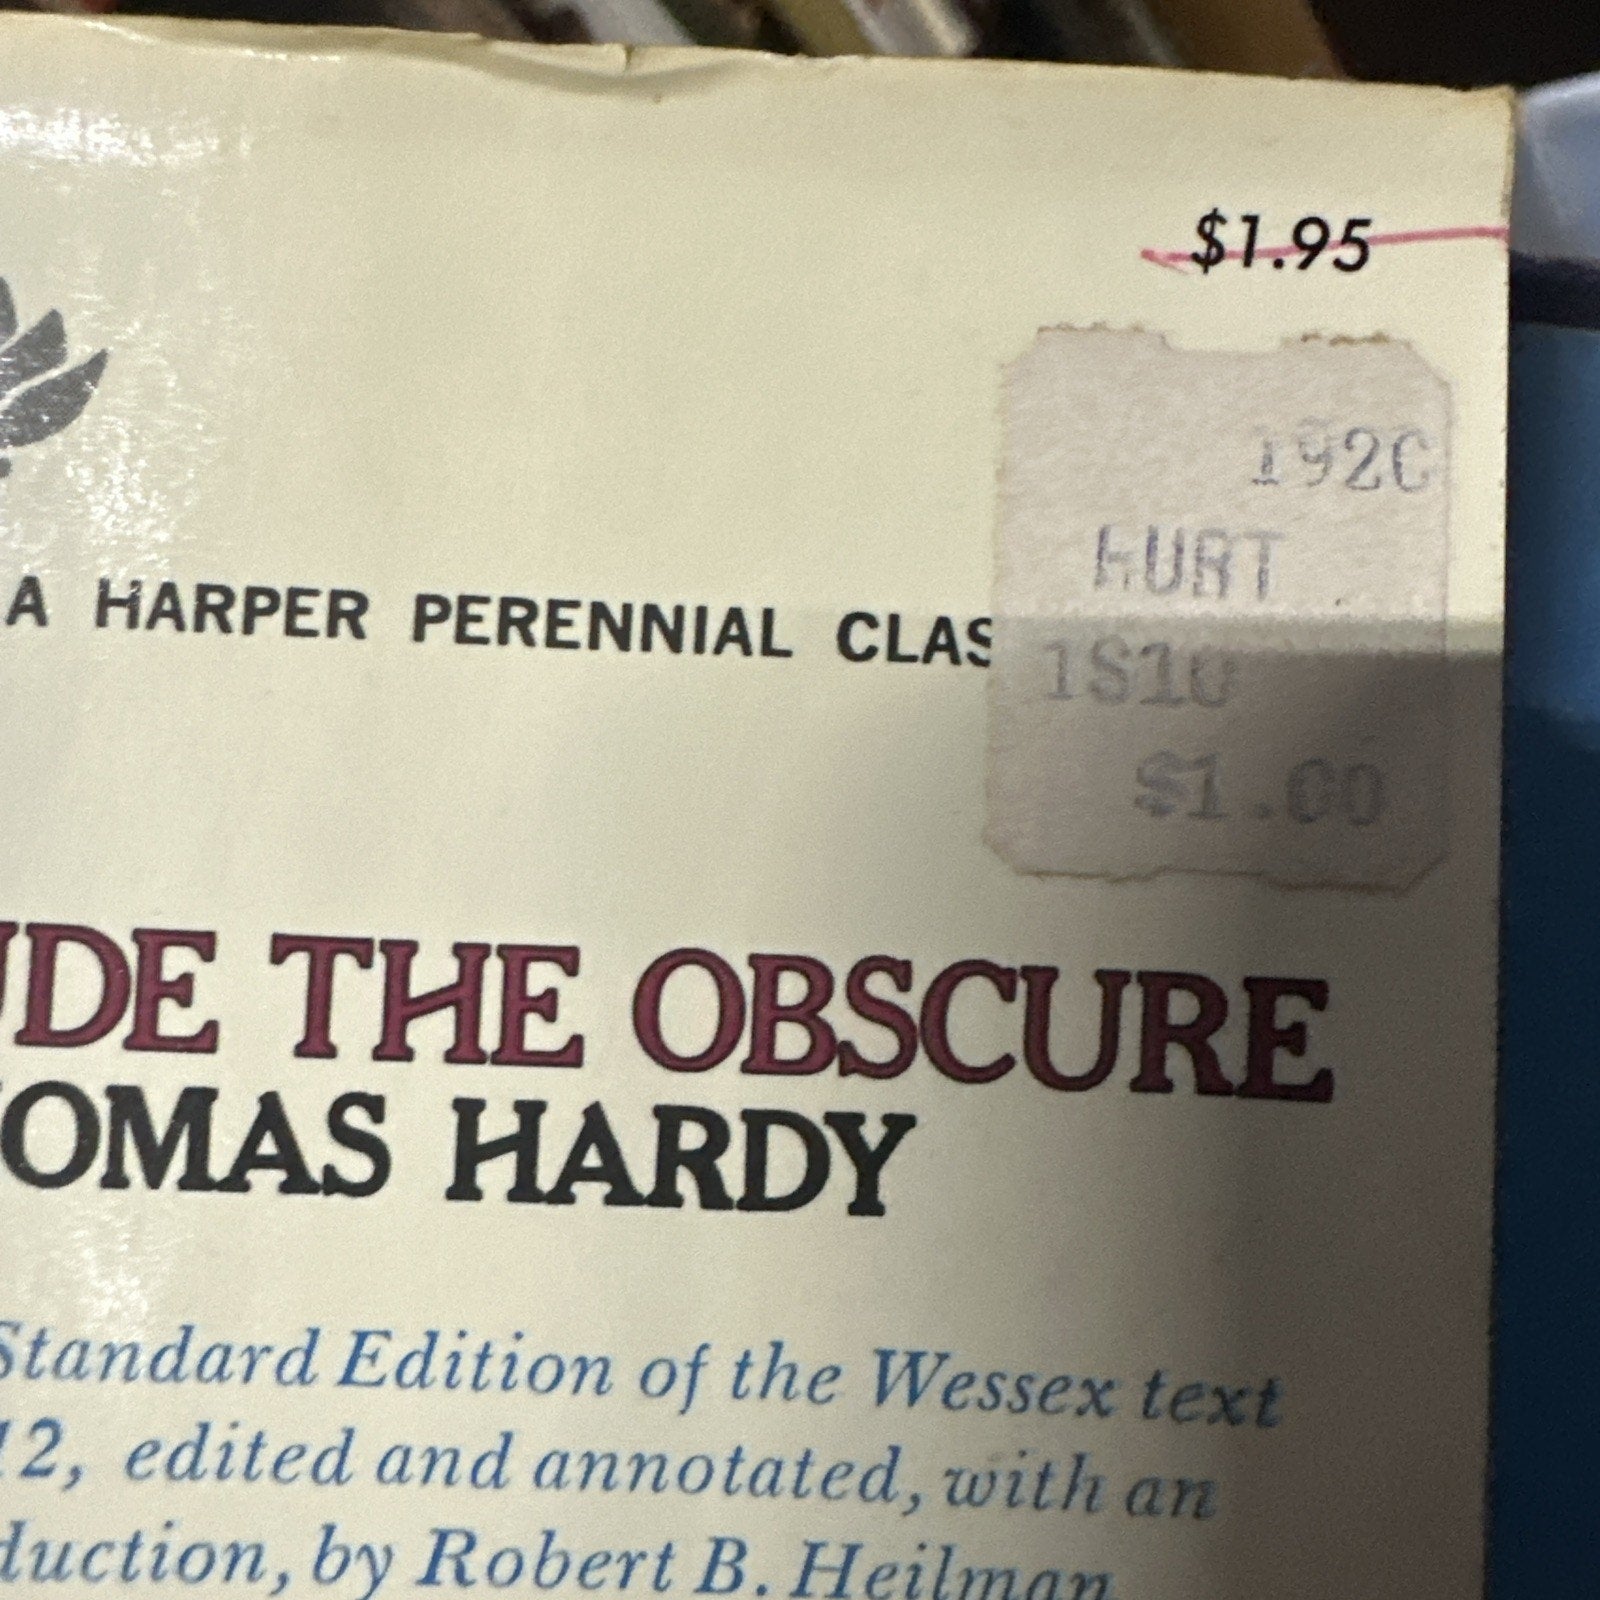 $1.95
192C
HURT
1S10
$1.00
A HARPER PERENNIAL CLAS
UDE THE OBSCURE
OMAS HARDY
Standard Edition of the Wessex text
12, edited and annotated, with an
duction, by Robert B. Heilman